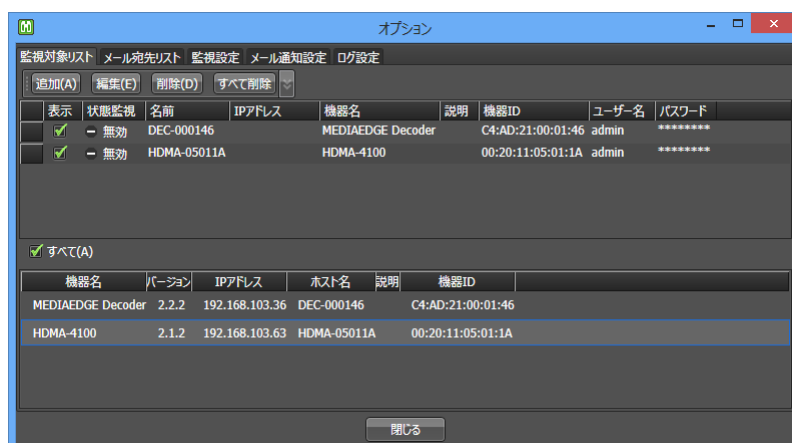 オプション
監視対象リスト メール宛先リスト 監視設定 メール通知設定 ログ設定
追加(A) 編集(E) 削除(D) すべて削除
表示 状態監視 名前 IPアドレス 機器名 説明 機器ID ユーザー名 パスワード
無効 DEC-000146 MEDIAEDGE Decoder C4:AD:21:00:01:46 admin ********
無効 HDMA-05011A HDMA-4100 00:20:11:05:01:1A admin ********
すべて(A)
機器名 バージョン IPアドレス ホスト名 説明 機器ID
MEDIAEDGE Decoder 2.2.2 192.168.103.36 DEC-000146 C4:AD:21:00:01:46
HDMA-4100 2.1.2 192.168.103.63 HDMA-05011A 00:20:11:05:01:1A
閉じる